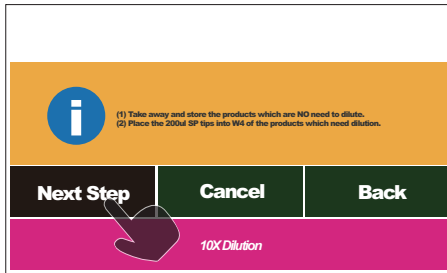 (1) Take away and store the products which are NO need to dilute.
(2) Place the 200ul SP tips into W4 of the products which need dilution.
Next Step
Cancel
Back
10X Dilution